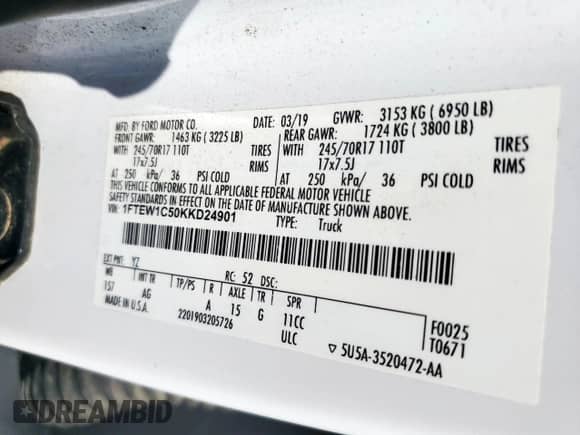 MFD. BY FORD MOTOR CO.
DATE: 03/19 GVWR: 3153 KG ( 6950 LB)
FRONT GAWR: 1463 KG ( 3225 LB)
REAR GAWR: 1724 KG ( 3800 LB)
WITH 245/70R17 110T TIRES
WITH 245/70R17 110T TIRES
17x7.5J RIMS
17x7.5J RIMS
AT 250 kPa/ 36 PSI COLD
AT 250 kPa/ 36 PSI COLD
THIS VEHICLE CONFORMS TO ALL APPLICABLE FEDERAL MOTOR VEHICLE
SAFETY STANDARDS IN EFFECT ON THE DATE OF MANUFACTURE SHOWN ABOVE.
VIN: 1FTEW1C50KKD24901
TYPE: Truck
EXT PNT: YZ RC: 52 DSC:
WB INT TR TP/PS R AXLE TR SPR
157 AG A 15 G 11CC
MADE IN U.S.A. 2201903205726 ULC
F0025
T0671
▽ 5U5A-3520472-AA
DREAMBID